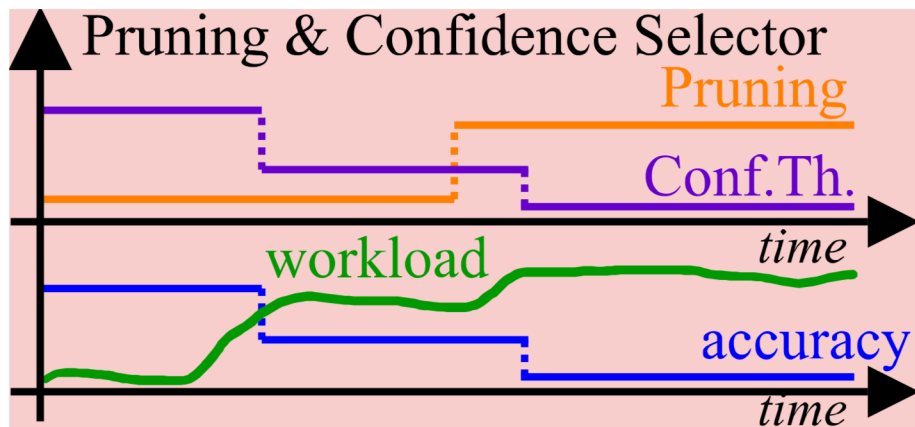 Pruning & Confidence Selector
Pruning
Conf.Th.
time
workload
accuracy
time